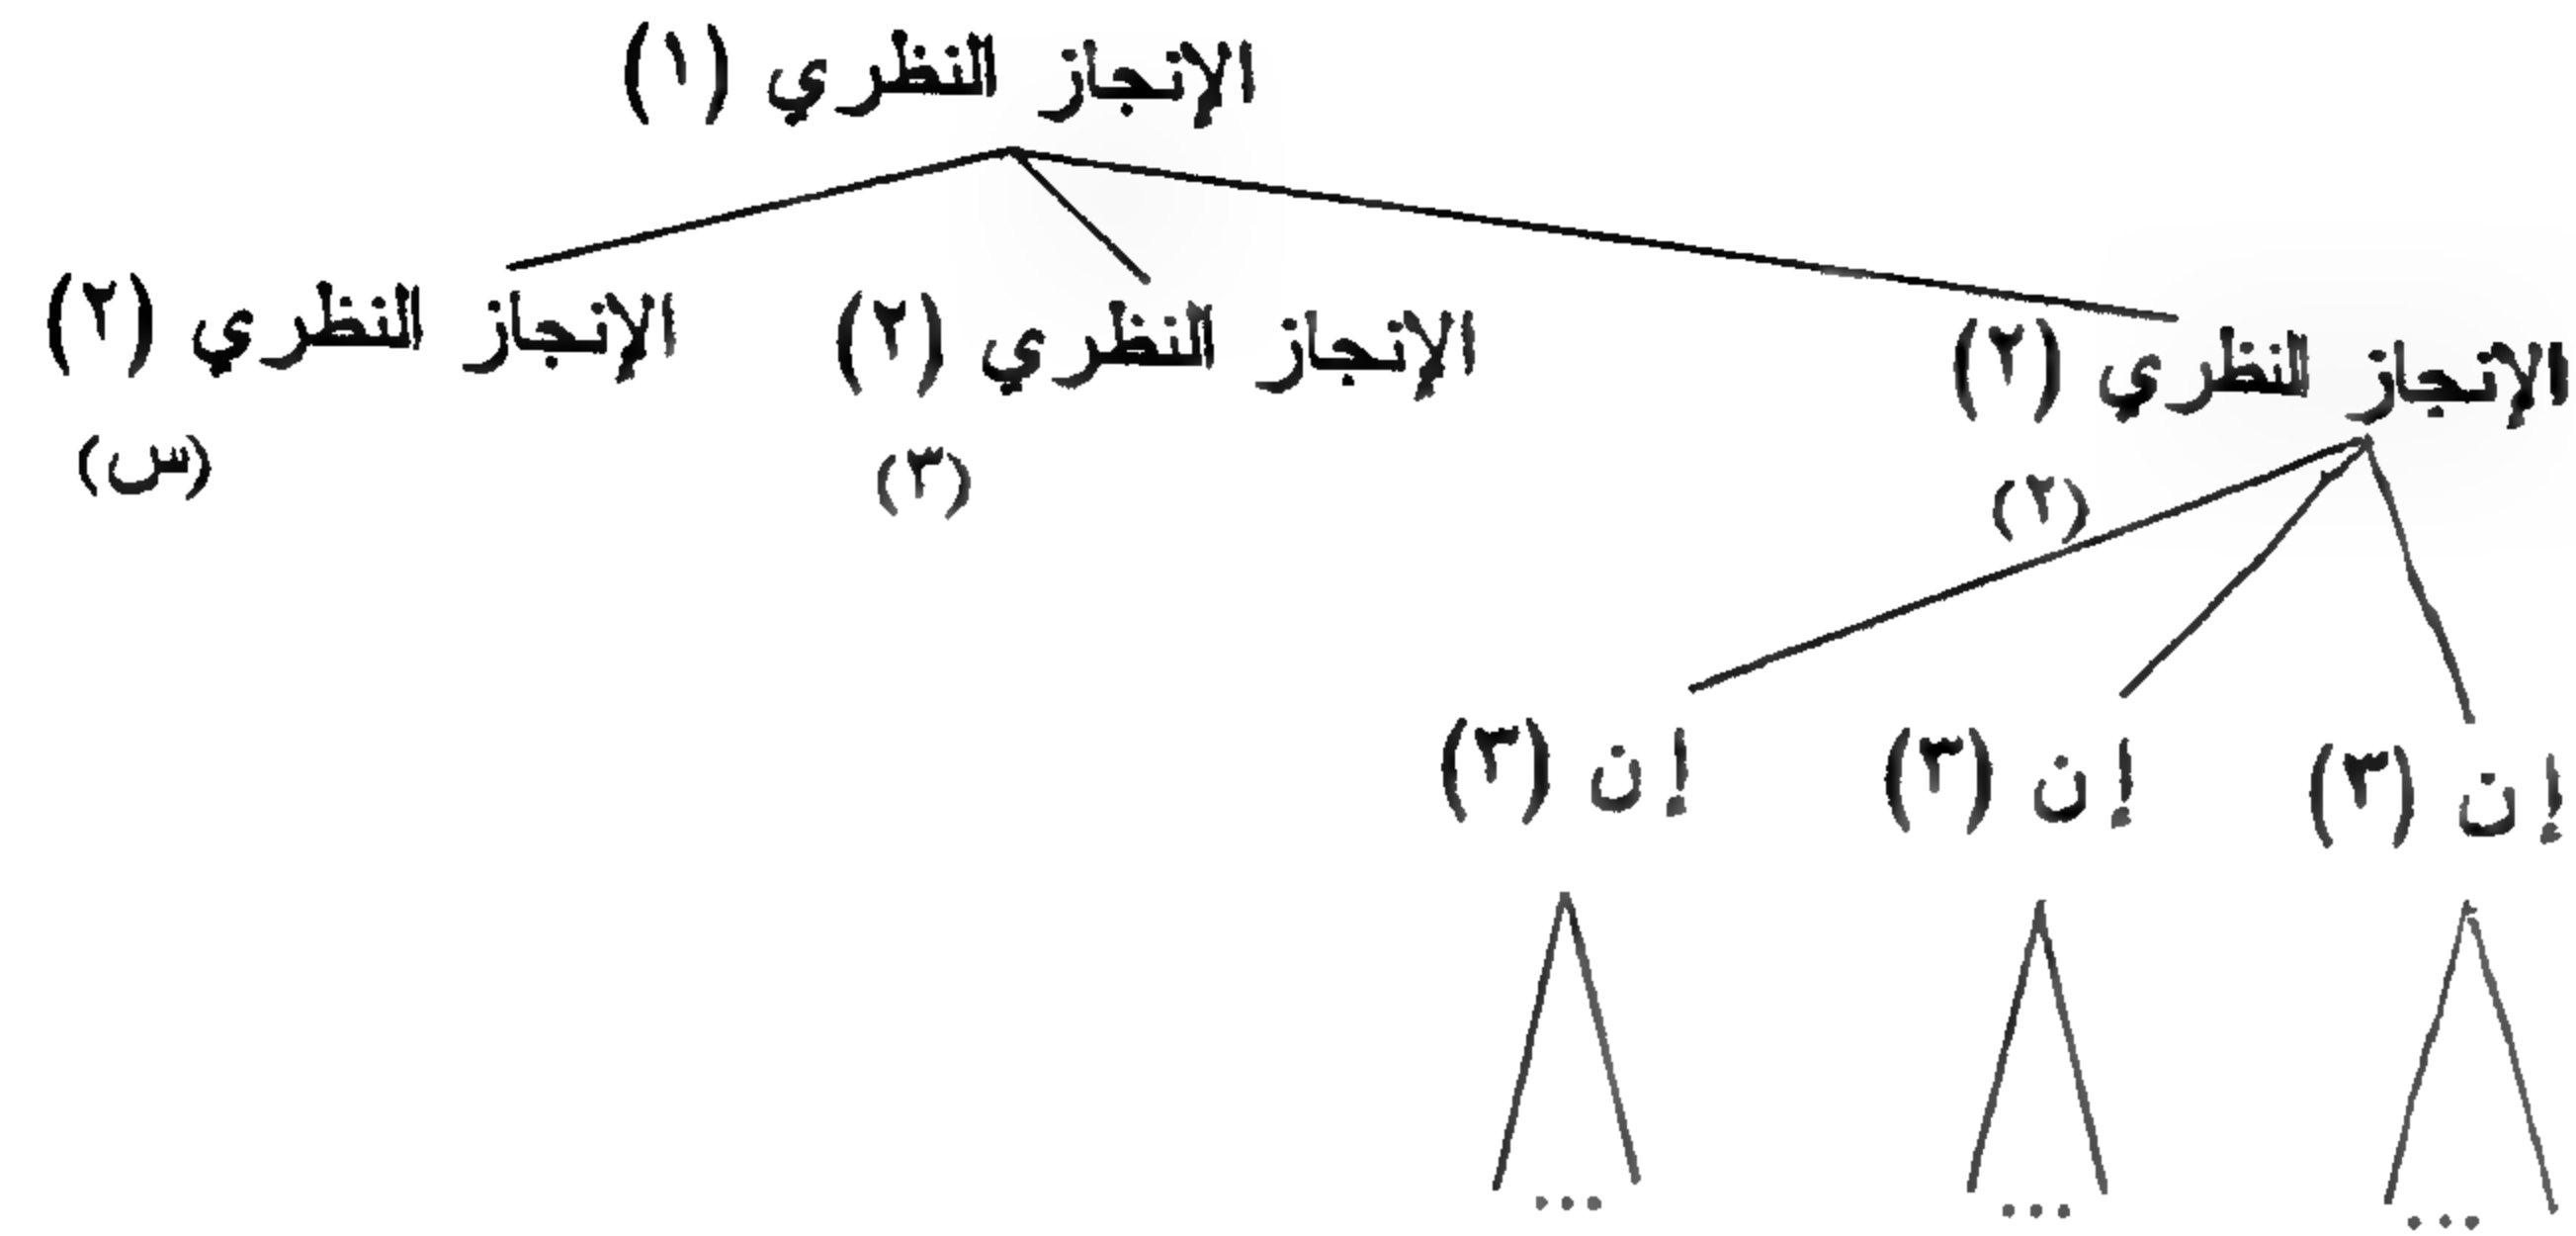 الإنجاز النظري (١)
الإنجاز النظري (٢) الإنجاز النظري (٢) الإنجاز النظري (٢)
(٢) (٣) (س)
إن (٣) إن (٣) إن (٣)
... ... ...